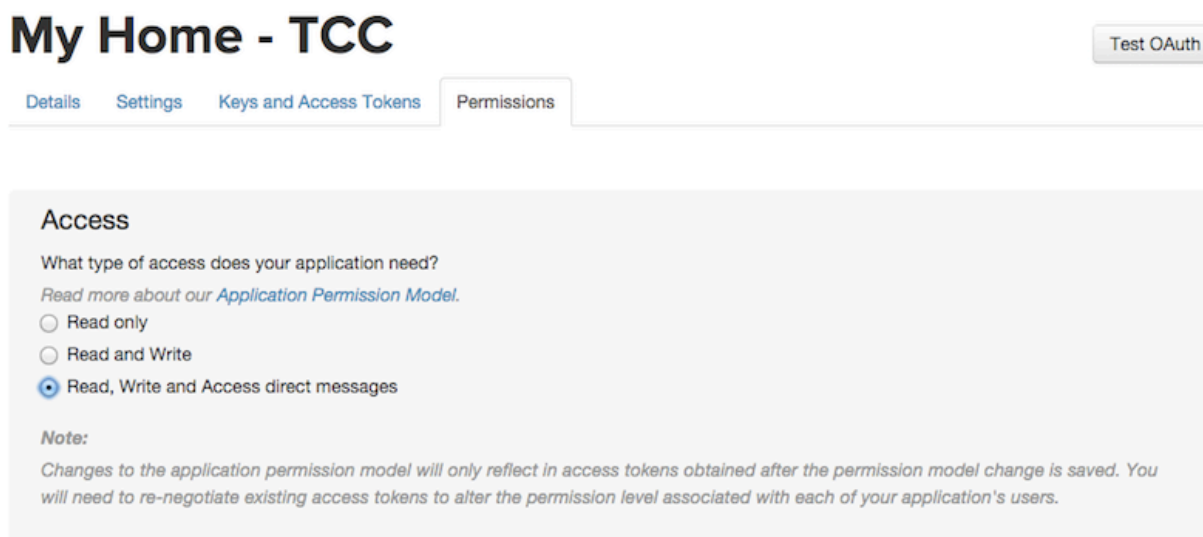 My Home - TCC
Test OAuth
Details Settings Keys and Access Tokens Permissions
Access
What type of access does your application need?
Read more about our Application Permission Model.
Read only
Read and Write
Read, Write and Access direct messages
Note:
Changes to the application permission model will only reflect in access tokens obtained after the permission model change is saved. You
will need to re-negotiate existing access tokens to alter the permission level associated with each of your application's users.